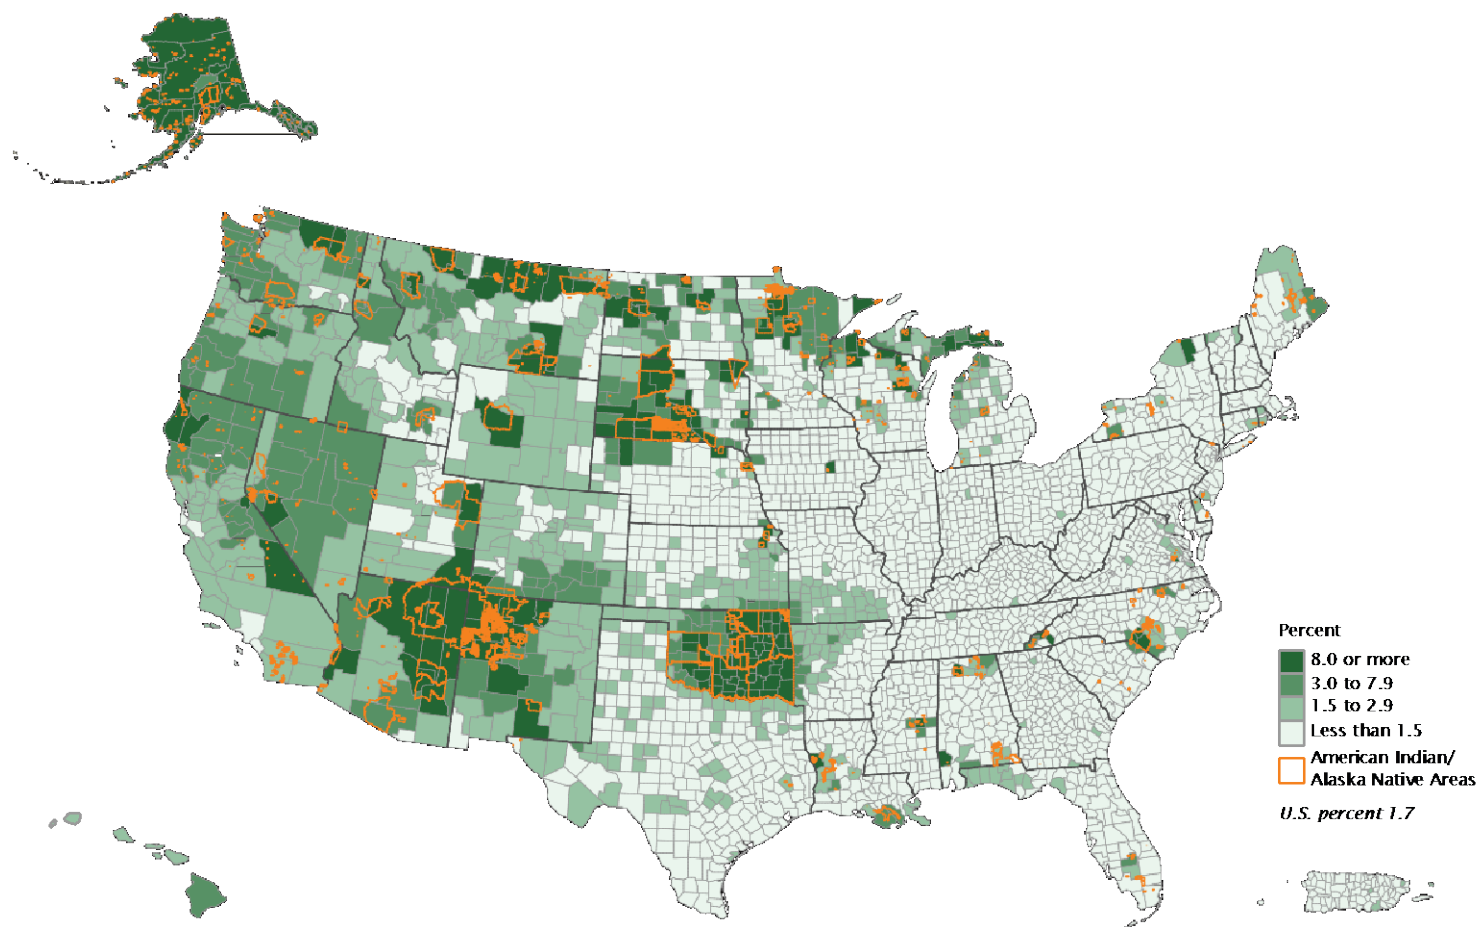 Percent
8.0 or more
3.0 to 7.9
1.5 to 2.9
Less than 1.5
American Indian/
Alaska Native Areas
U.S. percent 1.7